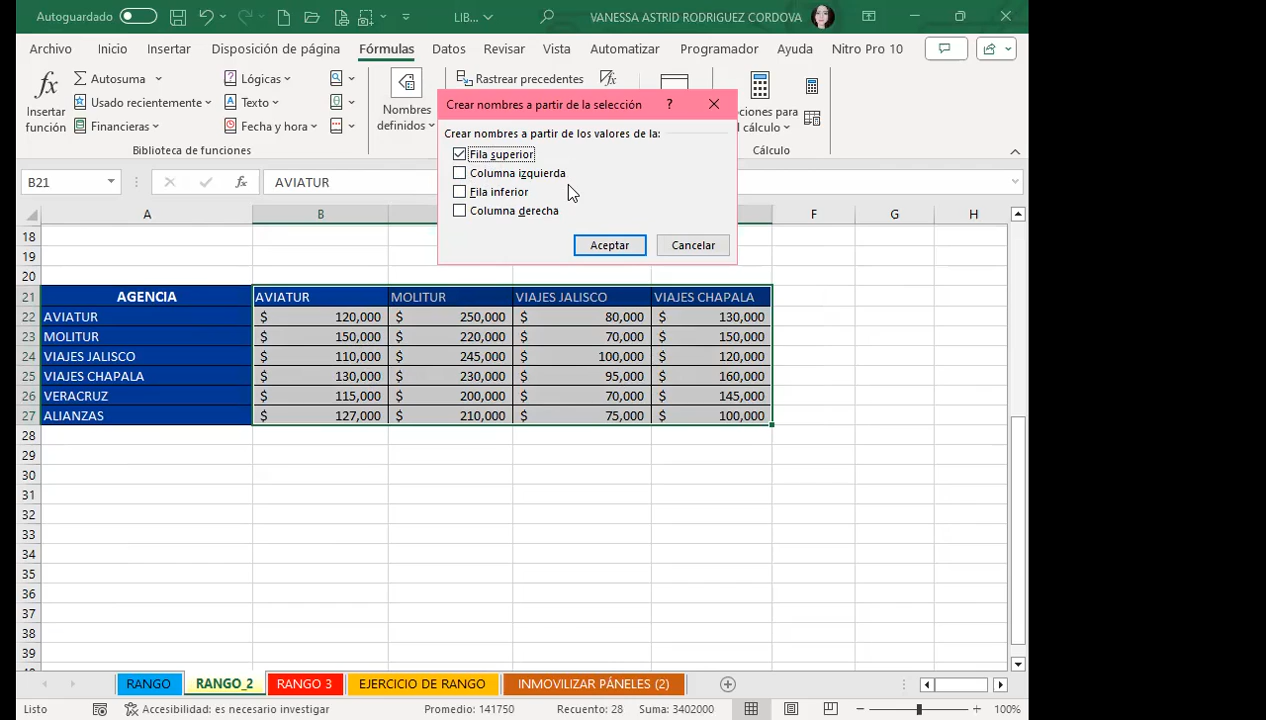 Autoguardado LIB... VANESSA ASTRID RODRIGUEZ CORDOVA
Archivo Inicio Insertar Disposición de página Fórmulas Datos Revisar Vista Automatizar Programador Ayuda Nitro Pro 10
Insertar función
Autosuma
Usado recientemente
Financieras
Lógicas
Texto
Fecha y hora
Biblioteca de funciones
Nombres definidos
Rastrear precedentes
ciones para
el cálculo
Cálculo
Crear nombres a partir de la selección ?
Crear nombres a partir de los valores de la:
Fila superior
Columna izquierda
Fila inferior
Columna derecha
Aceptar Cancelar
B21 fx AVIATUR
A B F G H
18
19
20
21 AGENCIA AVIATUR MOLITUR VIAJES JALISCO VIAJES CHAPALA
22 AVIATUR $ 120,000 $ 250,000 $ 80,000 $ 130,000
23 MOLITUR $ 150,000 $ 220,000 $ 70,000 $ 150,000
24 VIAJES JALISCO $ 110,000 $ 245,000 $ 100,000 $ 120,000
25 VIAJES CHAPALA $ 130,000 $ 230,000 $ 95,000 $ 160,000
26 VERACRUZ $ 115,000 $ 200,000 $ 70,000 $ 145,000
27 ALIANZAS $ 127,000 $ 210,000 $ 75,000 $ 100,000
28
29
30
31
32
33
34
35
36
37
38
39
RANGO RANGO_2 RANGO 3 EJERCICIO DE RANGO INMOVILIZAR PÁNELES (2)
Listo Accesibilidad: es necesario investigar Promedio: 141750 Recuento: 28 Suma: 3402000 100%